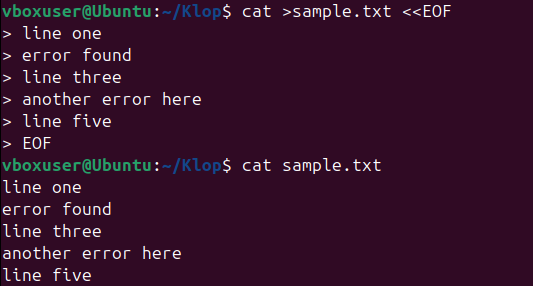 vboxuser@Ubuntu:~/Klop$ cat >sample.txt <<EOF
> line one
> error found
> line three
> another error here
> line five
> EOF
vboxuser@Ubuntu:~/Klop$ cat sample.txt
line one
error found
line three
another error here
line five